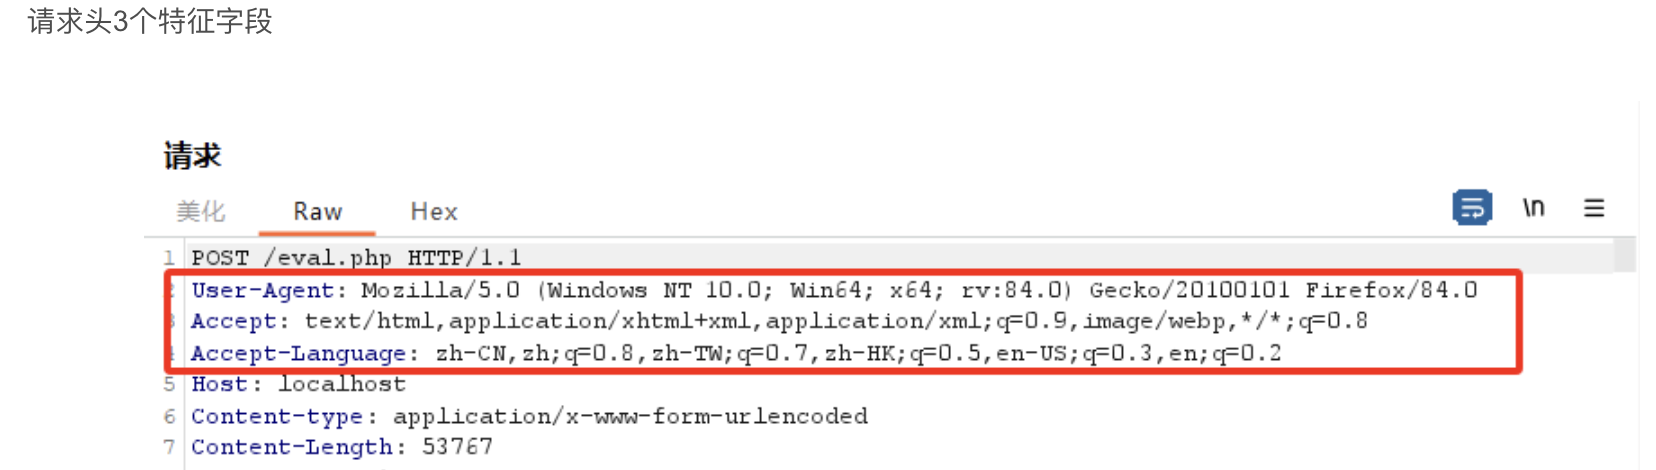 请求头3个特征字段
请求
美化 Raw Hex \n
1 POST /eval.php HTTP/1.1
2 User-Agent: Mozilla/5.0 (Windows NT 10.0; Win64; x64; rv:84.0) Gecko/20100101 Firefox/84.0
3 Accept: text/html,application/xhtml+xml,application/xml;q=0.9,image/webp,*/*;q=0.8
4 Accept-Language: zh-CN,zh;q=0.8,zh-TW;q=0.7,zh-HK;q=0.5,en-US;q=0.3,en;q=0.2
5 Host: localhost
6 Content-type: application/x-www-form-urlencoded
7 Content-Length: 53767